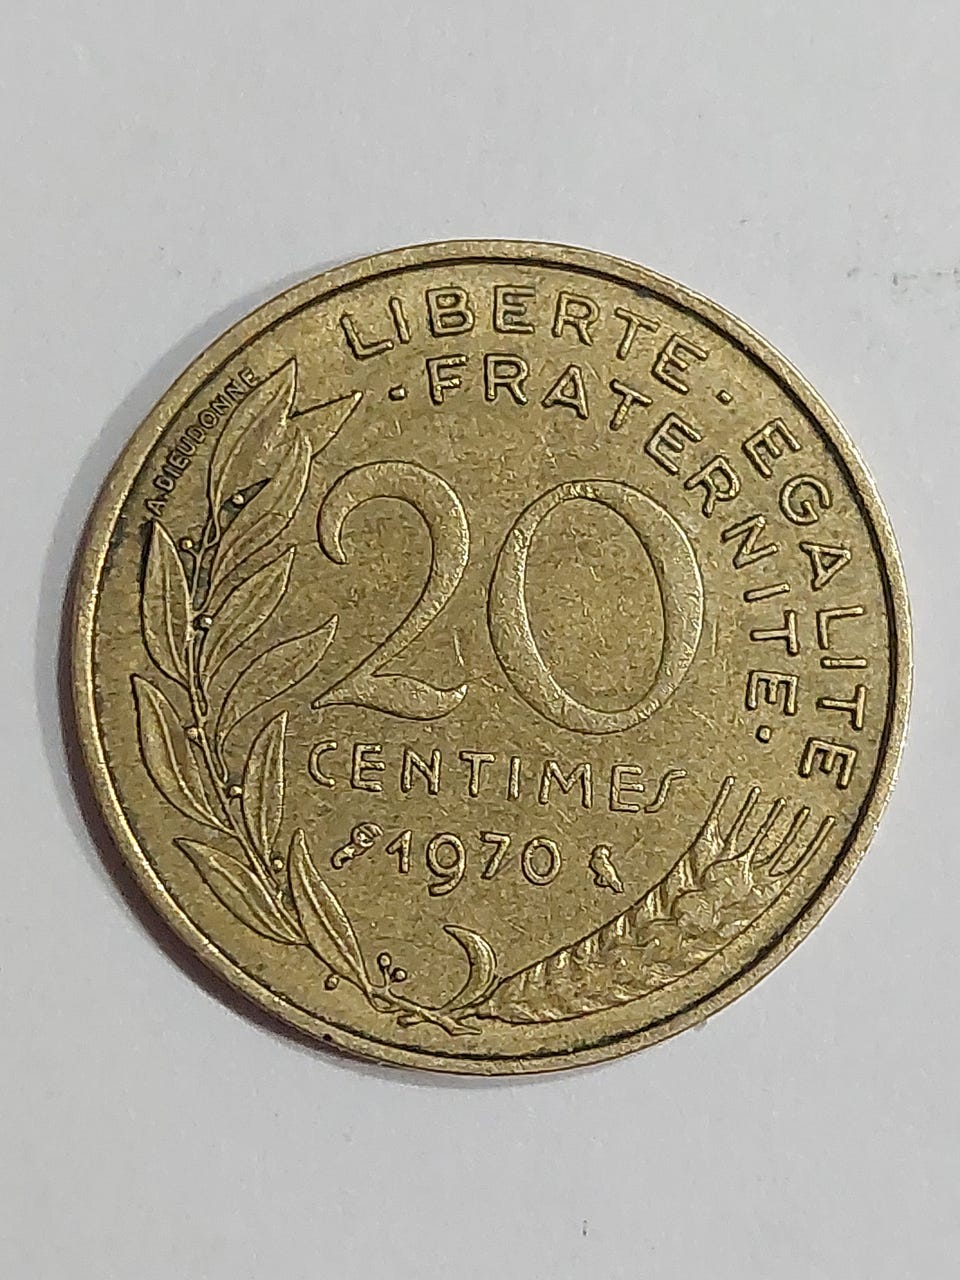 LIBERTE · EGALITE
· FRATERNITE ·
A.DIEUDONNE
20
CENTIMES
1970